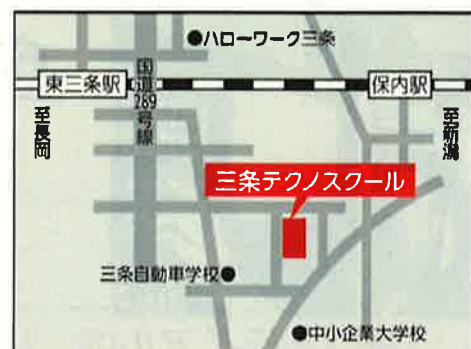 ハローワーク三条
国道289号線
東三条駅
保内駅
至長岡
至新潟
三条テクノスクール
三条自動車学校
中小企業大学校